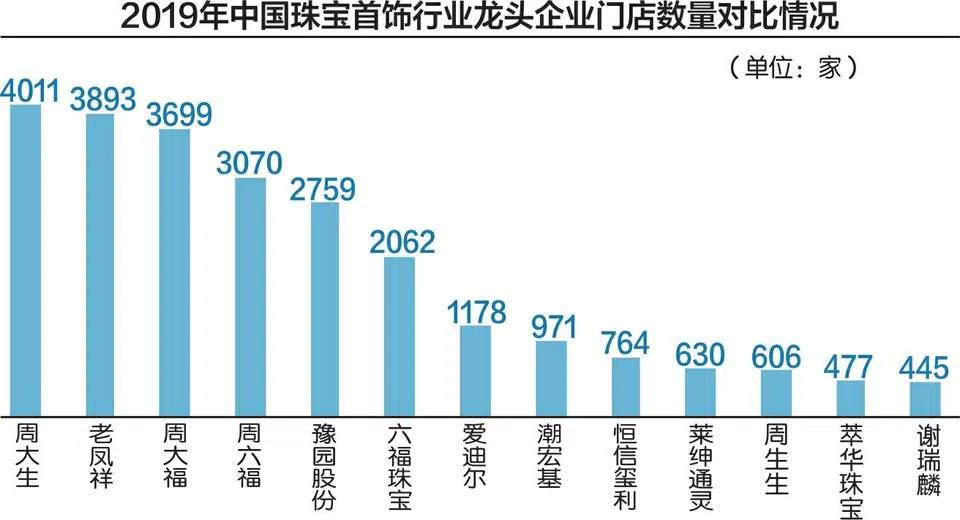 2019年中国珠宝首饰行业龙头企业门店数量对比情况
（单位：家）
4011
3893
3699
3070
2759
2062
1178
971
764
630
606
477
445
周大生
老凤祥
周大福
周六福
豫园股份
六福珠宝
爱迪尔
潮宏基
恒信玺利
莱绅通灵
周生生
萃华珠宝
谢瑞麟